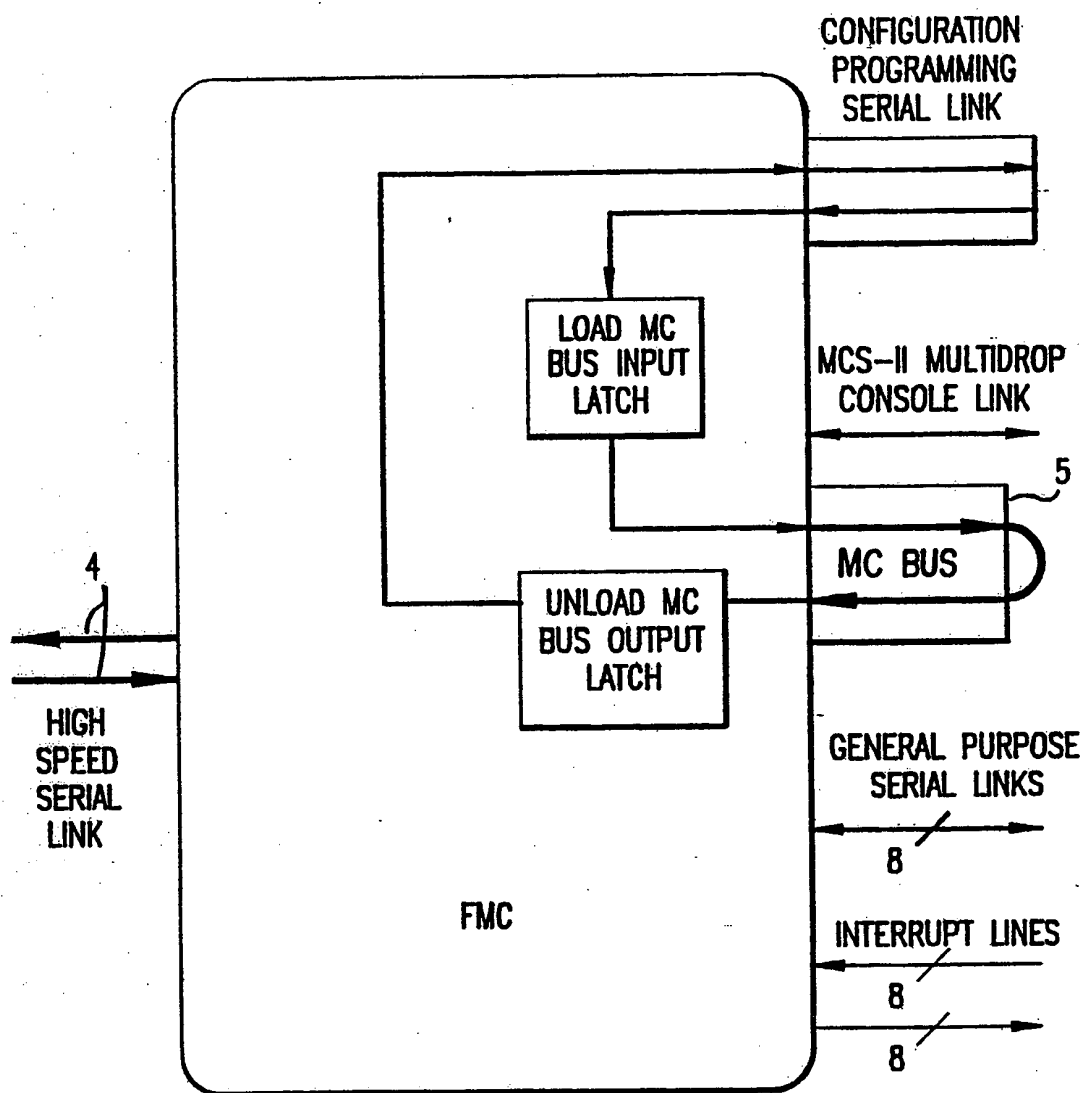 CONFIGURATION
PROGRAMMING
SERIAL LINK
LOAD MC
BUS INPUT
LATCH
MCS-II MULTIDROP
CONSOLE LINK
5
MC BUS
4
UNLOAD MC
BUS OUTPUT
LATCH
HIGH
SPEED
SERIAL
LINK
GENERAL PURPOSE
SERIAL LINKS
8
FMC
INTERRUPT LINES
8
8